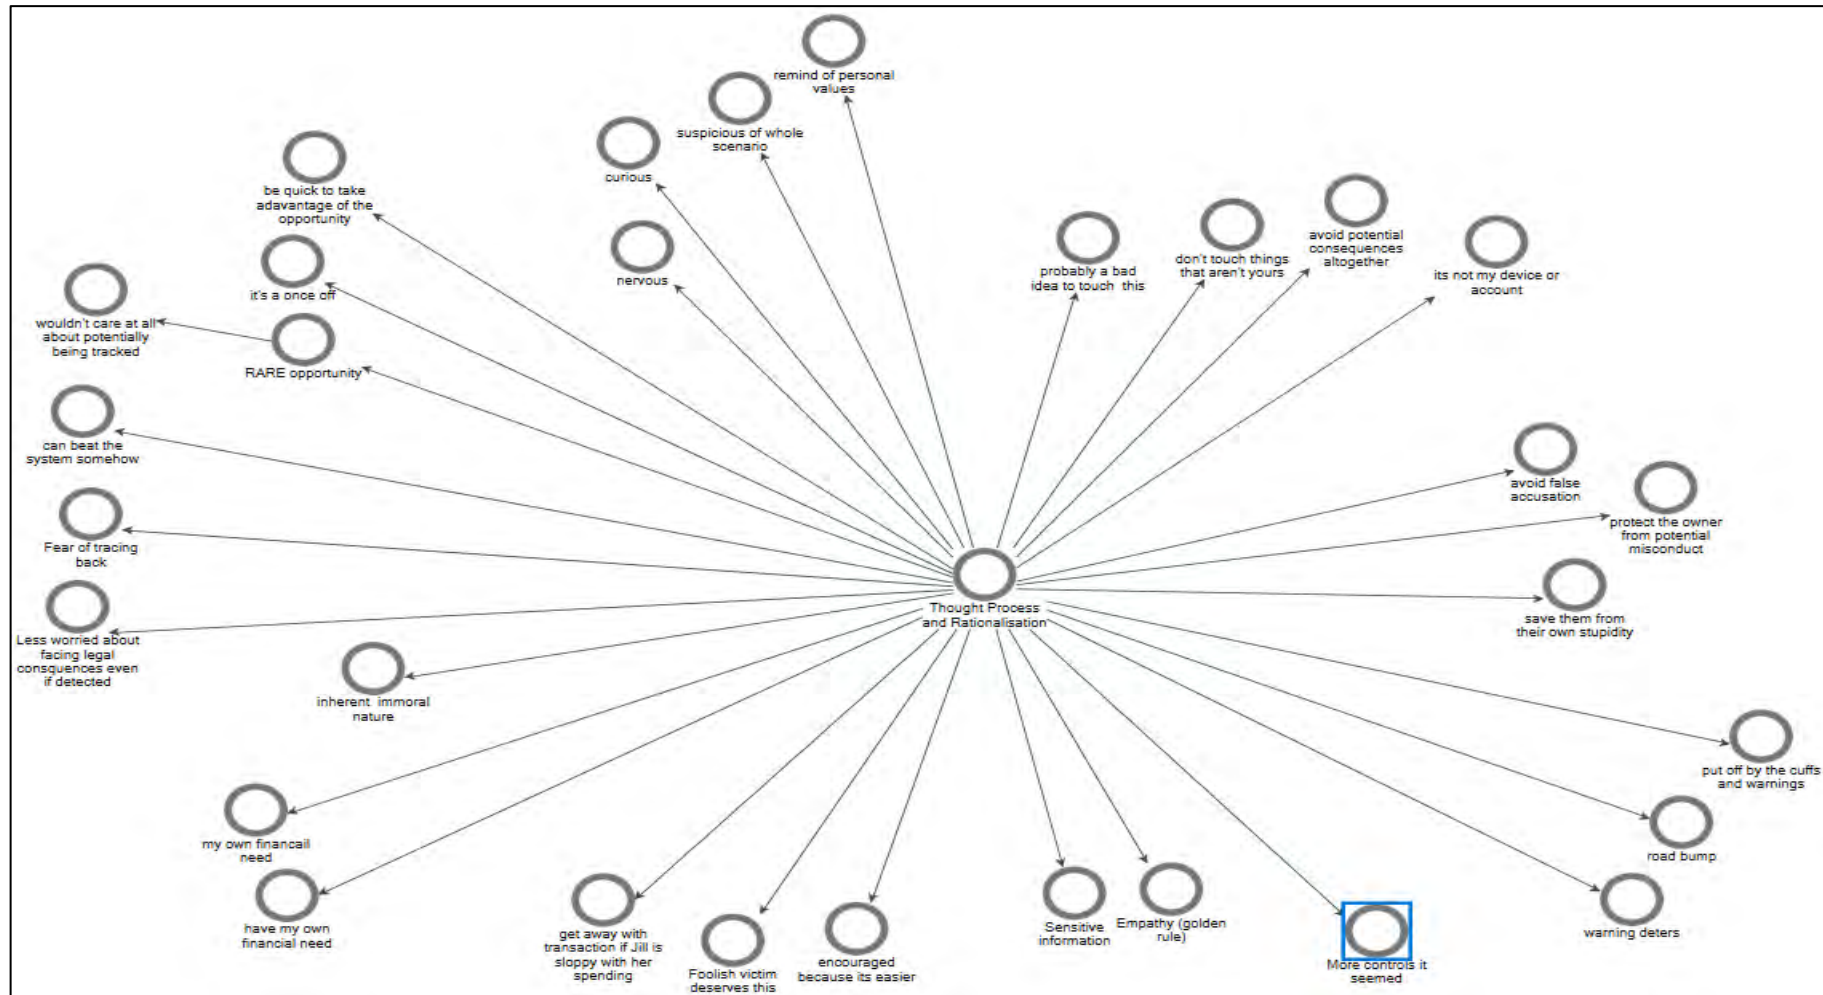 remind of personal
values
suspicious of whole
scenario
curious
be quick to take
adavantage of the
opportunity
nervous
it's a once off
wouldn't care at all
about potentially
being tracked
RARE opportunity
probably a bad
idea to touch this
don't touch things
that aren't yours
avoid potential
consequences
altogether
its not my device or
account
can beat the
system somehow
avoid false
accusation
protect the owner
from potential
misconduct
Fear of tracing
back
Thought Process
and Rationalisation
save them from
their own stupidity
Less worried about
facing legal
consquences even
if detected
inherent immoral
nature
put off by the cuffs
and warnings
my own financail
need
road bump
have my own
financial need
get away with
transaction if Jill is
sloppy with her
spending
Foolish victim
deserves this
encouraged
because its easier
Sensitive
information
Empathy (golden
rule)
More controls it
seemed
warning deters